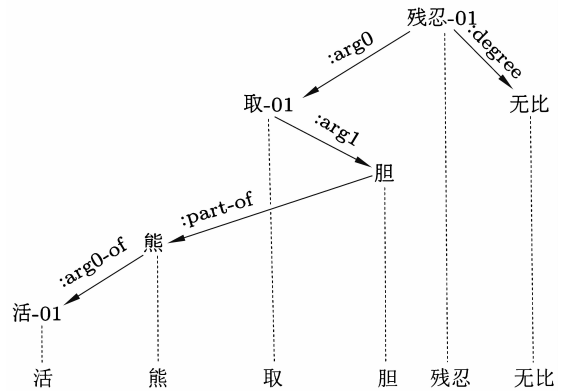 残忍-01
:arg0
:degree
取-01
无比
:arg1
胆
:part-of
熊
:arg0-of
活-01
活 熊 取 胆 残忍 无比